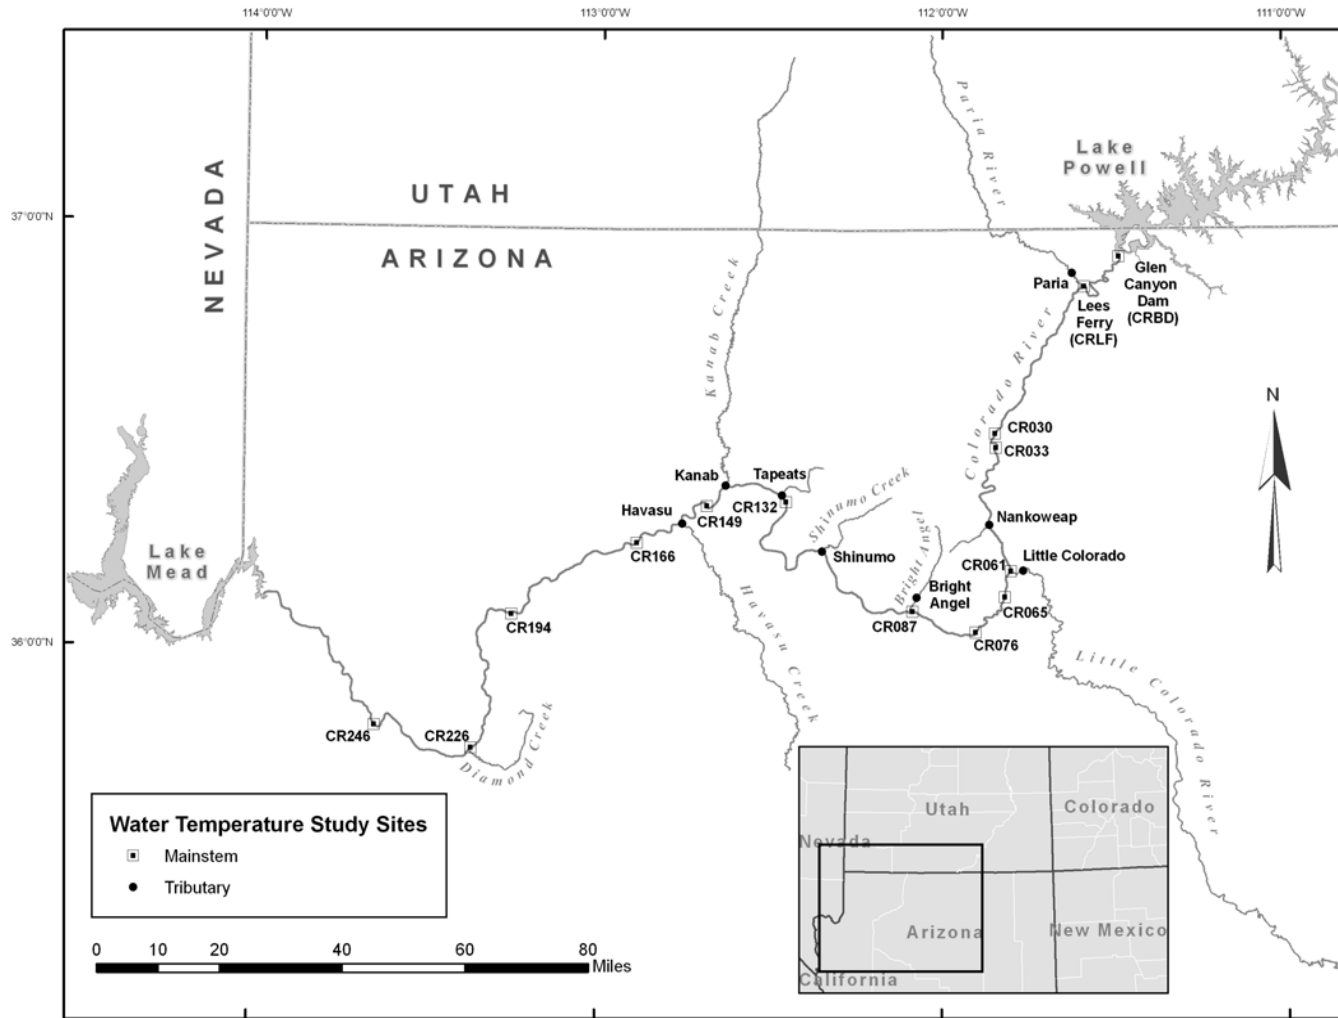 114°0'0"W
113°0'0"W
112°0'0"W
111°0'0"W
37°0'0"N
36°0'0"N
NEVADA
UTAH
ARIZONA
Paria River
Lake
Powell
Paria
Glen
Canyon
Dam
(CRBD)
Lees
Ferry
(CRLF)
Colorado River
Kanab Creek
N
CR030
CR033
Kanab
Tapeats
CR132
Shinumo Creek
Havasu
CR149
Nankoweap
Bright Angel
Shinumo
CR166
CR061
Little Colorado
Lake
Mead
Bright
Angel
CR065
CR087
CR194
CR076
Havasu Creek
Little Colorado River
CR246
CR226
Diamond Creek
Water Temperature Study Sites
Mainstem
Tributary
0 10 20 40 60 80
Miles
Utah
Colorado
Nevada
Arizona
New Mexico
California